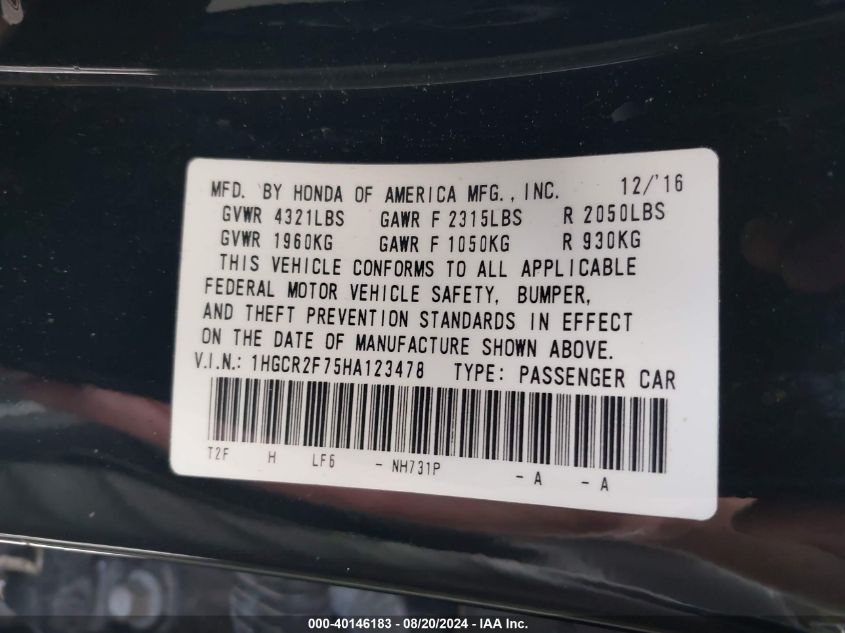 MFD. BY HONDA OF AMERICA MFG., INC. 12/'16
GVWR 4321LBS GAWR F 2315LBS R 2050LBS
GVWR 1960KG GAWR F 1050KG R 930KG
THIS VEHICLE CONFORMS TO ALL APPLICABLE
FEDERAL MOTOR VEHICLE SAFETY, BUMPER,
AND THEFT PREVENTION STANDARDS IN EFFECT
ON THE DATE OF MANUFACTURE SHOWN ABOVE.
V.I.N.: 1HGCR2F75HA123478 TYPE: PASSENGER CAR
T2F H LF6 - NH731P - A - A
000-40146183 - 08/20/2024 - IAA Inc.